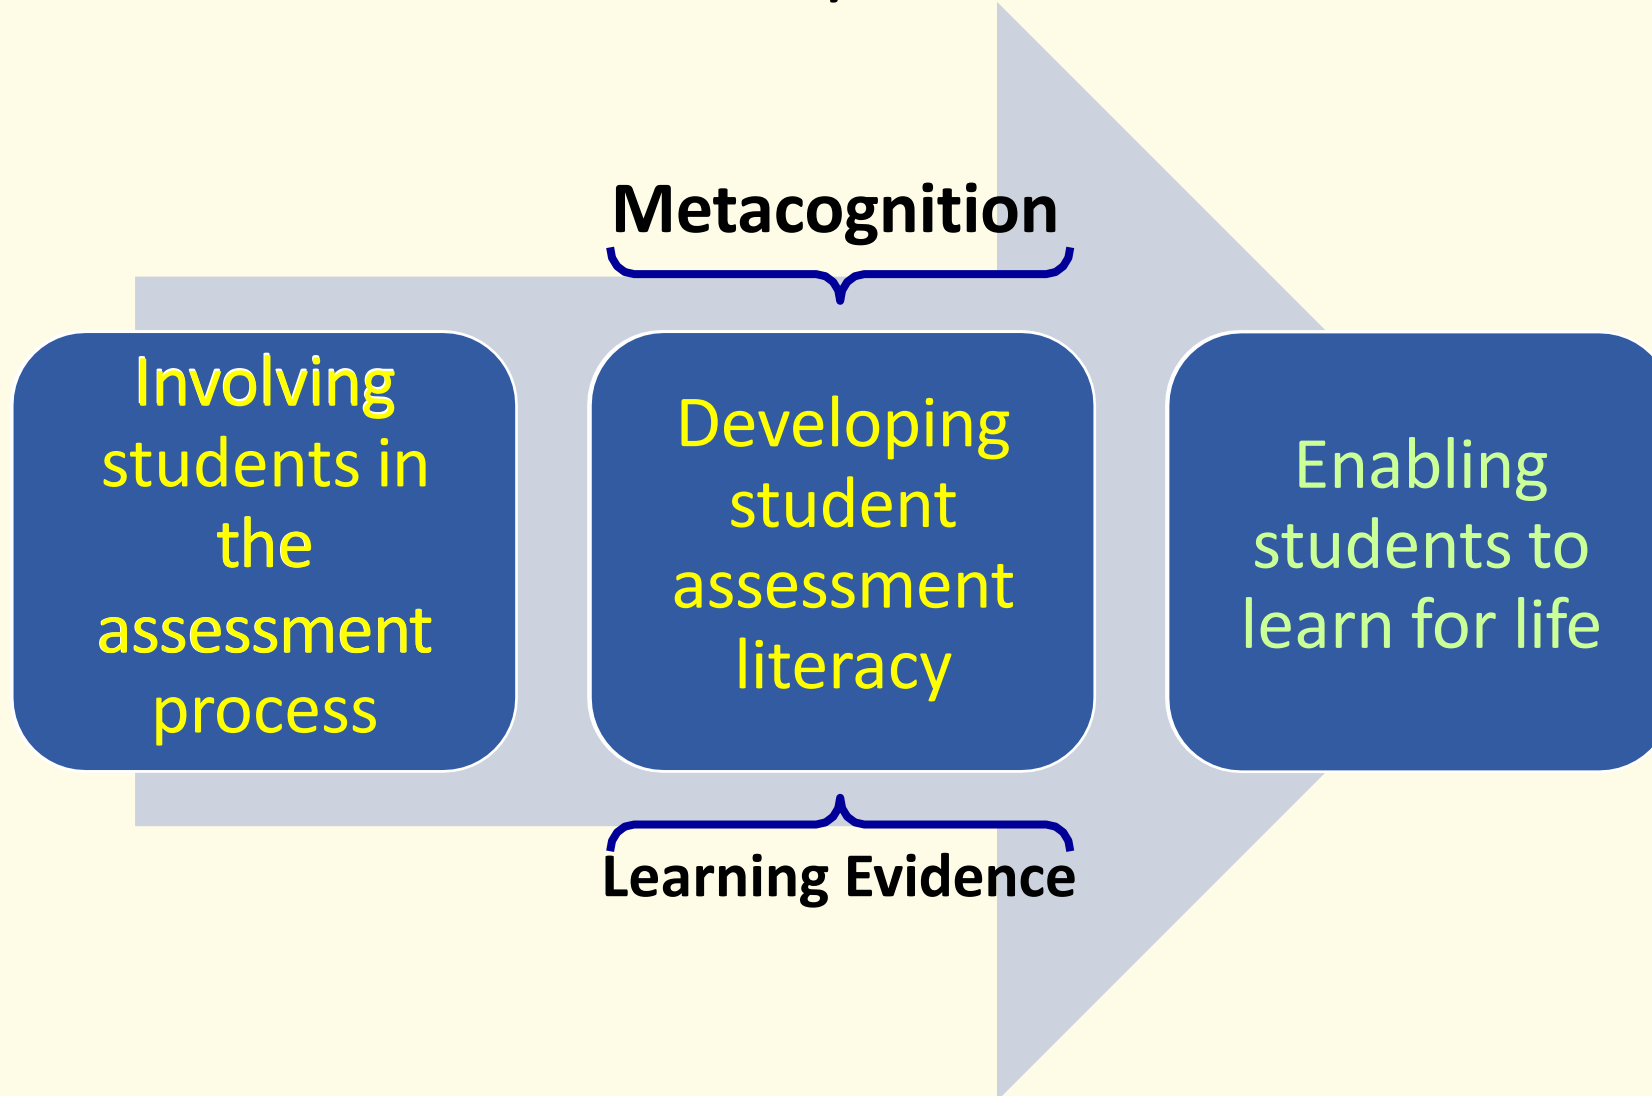 Metacognition
Involving
students in
the
assessment
process
Developing
student
assessment
literacy
Enabling
students to
learn for life
Learning Evidence